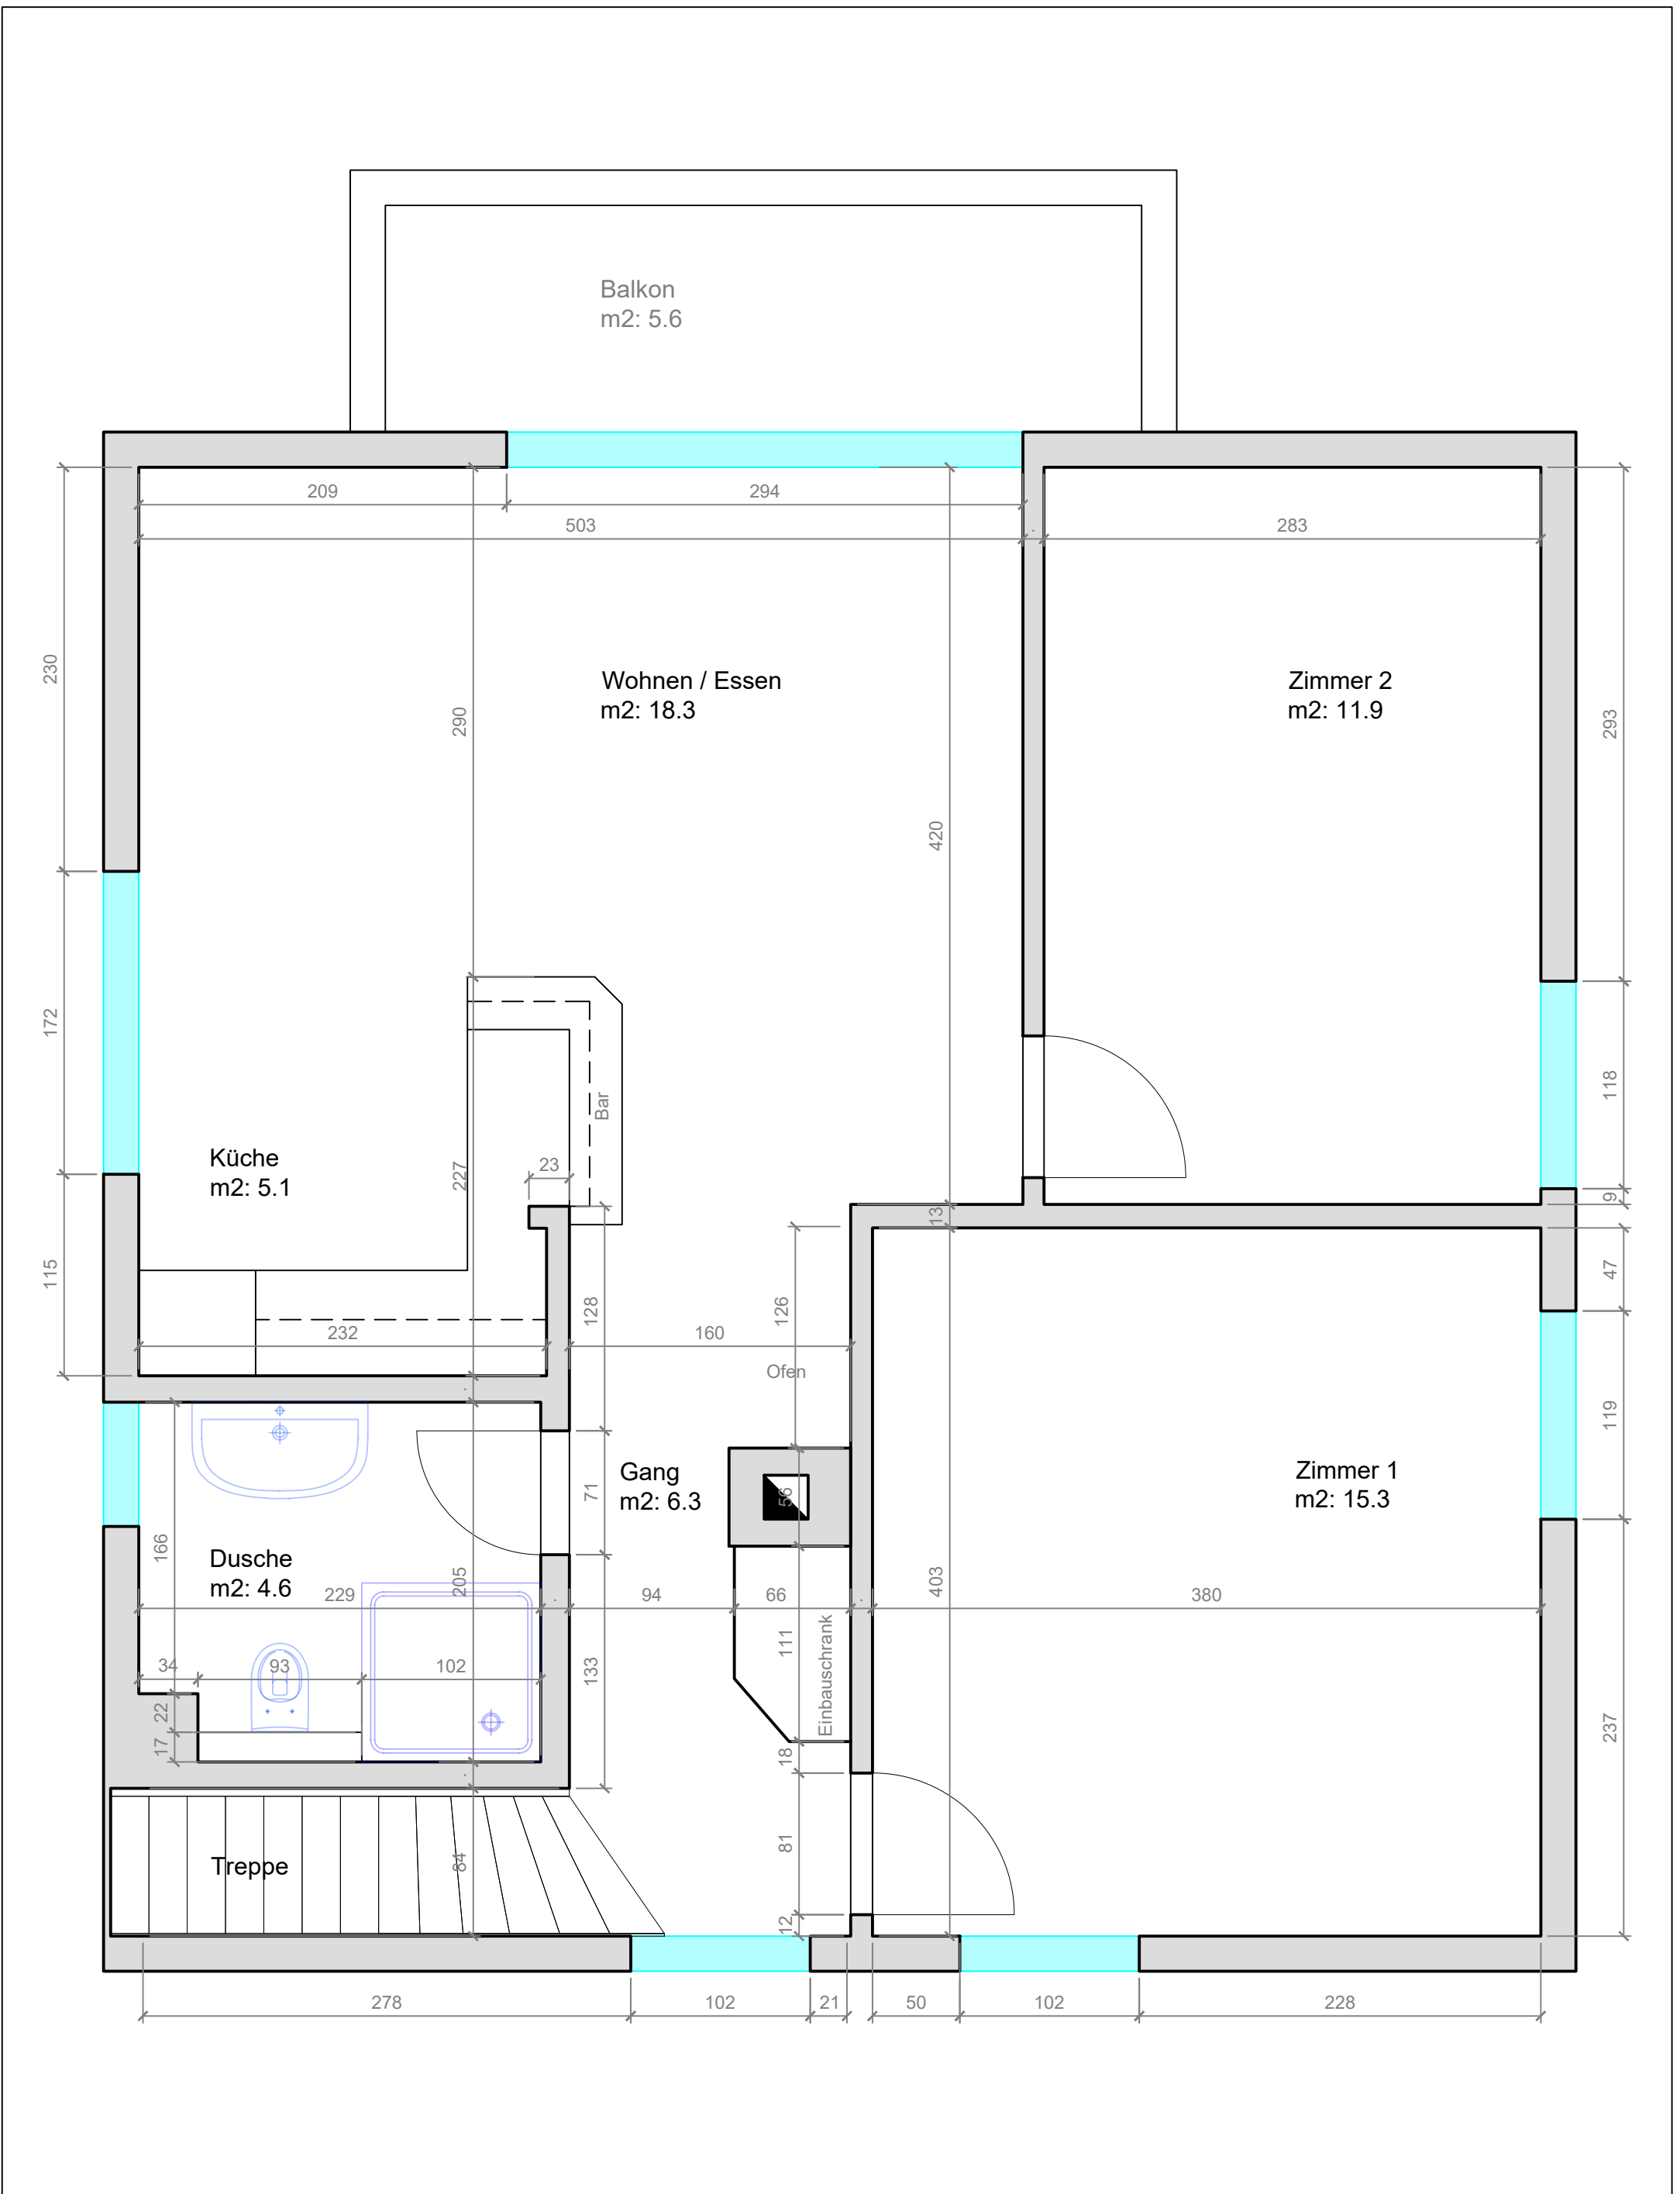 Balkon
m2: 5.6
209
294
503
283
230
290
Wohnen / Essen
m2: 18.3
Zimmer 2
m2: 11.9
293
420
172
118
Bar
Küche
m2: 5.1
227
23
9
13
115
47
128
126
232
160
Ofen
119
Gang
m2: 6.3
71
56
Zimmer 1
m2: 15.3
166
Dusche
m2: 4.6
229
205
94
66
403
380
111
Einbauschrank
34
93
102
133
22
17
18
237
Treppe
84
81
12
278
102
21
50
102
228